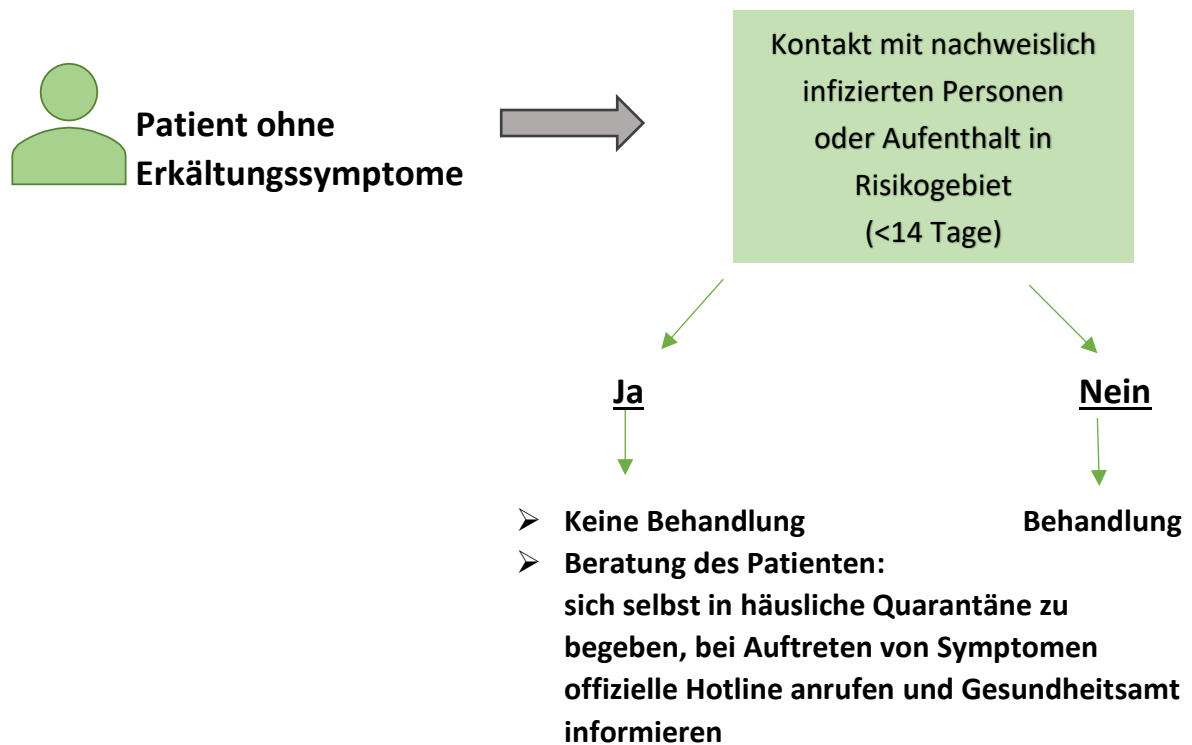 Patient ohne
Erkältungssymptome
Kontakt mit nachweislich
infizierten Personen
oder Aufenthalt in
Risikogebiet
(<14 Tage)
Ja
Nein
➢ Keine Behandlung
Behandlung
➢ Beratung des Patienten:
sich selbst in häusliche Quarantäne zu
begeben, bei Auftreten von Symptomen
offizielle Hotline anrufen und Gesundheitsamt
informieren